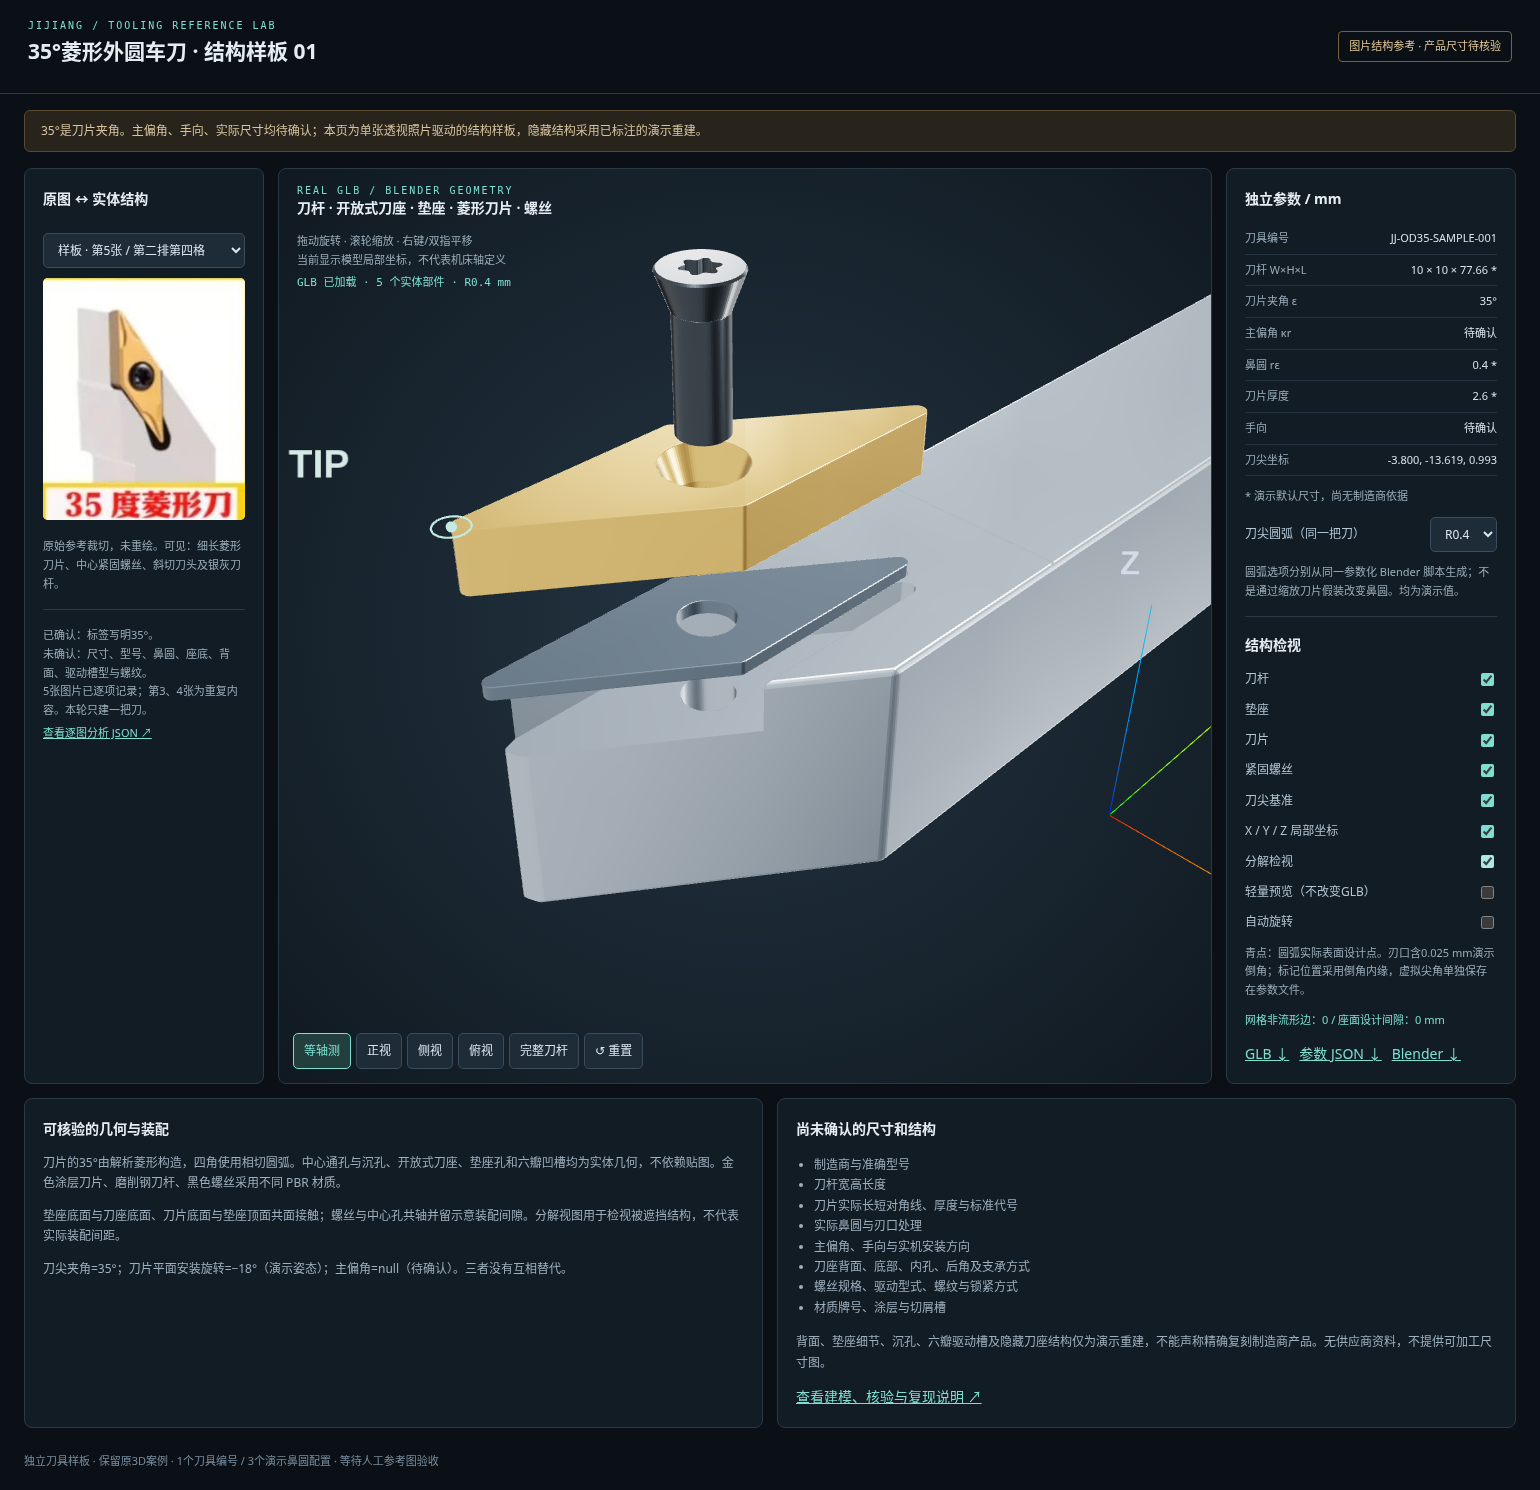 JIJIANG / TOOLING REFERENCE LAB
35°菱形外圆车刀 · 结构样板 01
图片结构参考 · 产品尺寸待核验
35°是刀片夹角。主偏角、手向、实际尺寸均待确认；本页为单张透视照片驱动的结构样板，隐藏结构采用已标注的演示重建。
原图 ↔ 实体结构
样板 · 第5张 / 第二排第四格
35 度菱形刀
原始参考裁切，未重绘。可见：细长菱形
刀片、中心紧固螺丝、斜切刀头及银灰刀
杆。
已确认：标签写明35°。
未确认：尺寸、型号、鼻圆、座底、背
面、驱动槽型与螺纹。
5张图片已逐项记录；第3、4张为重复内
容。本轮只建一把刀。
查看逐图分析 JSON ↗
REAL GLB / BLENDER GEOMETRY
刀杆 · 开放式刀座 · 垫座 · 菱形刀片 · 螺丝
拖动旋转 · 滚轮缩放 · 右键/双指平移
当前显示模型局部坐标，不代表机床轴定义
GLB 已加载 · 5 个实体部件 · R0.4 mm
TIP
Z
等轴测
正视
侧视
俯视
完整刀杆
↺ 重置
独立参数 / mm
刀具编号 JJ-OD35-SAMPLE-001
刀杆 W×H×L 10 × 10 × 77.66 *
刀片夹角 ε 35°
主偏角 κr 待确认
鼻圆 rε 0.4 *
刀片厚度 2.6 *
手向 待确认
刀尖坐标 -3.800, -13.619, 0.993
* 演示默认尺寸，尚无制造商依据
刀尖圆弧（同一把刀） R0.4
圆弧选项分别从同一参数化 Blender 脚本生成；不
是通过缩放刀片假装改变鼻圆。均为演示值。
结构检视
刀杆
垫座
刀片
紧固螺丝
刀尖基准
X / Y / Z 局部坐标
分解检视
轻量预览（不改变GLB）
自动旋转
青点：圆弧实际表面设计点。刃口含0.025 mm演示
倒角；标记位置采用倒角内缘，虚拟尖角单独保存
在参数文件。
网格非流形边：0 / 座面设计间隙：0 mm
GLB ↓ 参数 JSON ↓ Blender ↓
可核验的几何与装配
刀片的35°由解析菱形构造，四角使用相切圆弧。中心通孔与沉孔、开放式刀座、垫座孔和六瓣凹槽均为实体几何，不依赖贴图。金
色涂层刀片、磨削钢刀杆、黑色螺丝采用不同 PBR 材质。
垫座底面与刀座底面、刀片底面与垫座顶面共面接触；螺丝与中心孔共轴并留示意装配间隙。分解视图用于检视被遮挡结构，不代表
实际装配间距。
刀尖夹角=35°；刀片平面安装旋转=−18°（演示姿态）；主偏角=null（待确认）。三者没有互相替代。
尚未确认的尺寸和结构
• 制造商与准确型号
• 刀杆宽高长度
• 刀片实际长短对角线、厚度与标准代号
• 实际鼻圆与刃口处理
• 主偏角、手向与实机安装方向
• 刀座背面、底部、内孔、后角及支承方式
• 螺丝规格、驱动型式、螺纹与锁紧方式
• 材质牌号、涂层与切屑槽
背面、垫座细节、沉孔、六瓣驱动槽及隐藏刀座结构仅为演示重建，不能声称精确复刻制造商产品。无供应商资料，不提供可加工尺
寸图。
查看建模、核验与复现说明 ↗
独立刀具样板 · 保留原3D案例 · 1个刀具编号 / 3个演示鼻圆配置 · 等待人工参考图验收